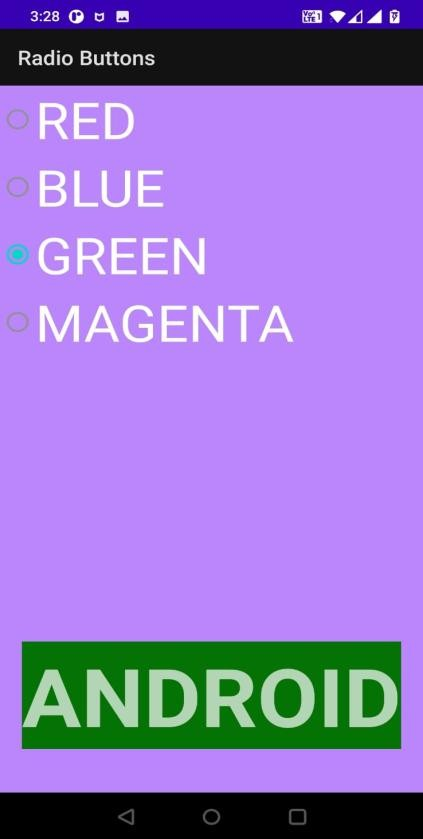 3:28
Radio Buttons
RED
BLUE
GREEN
MAGENTA
ANDROID